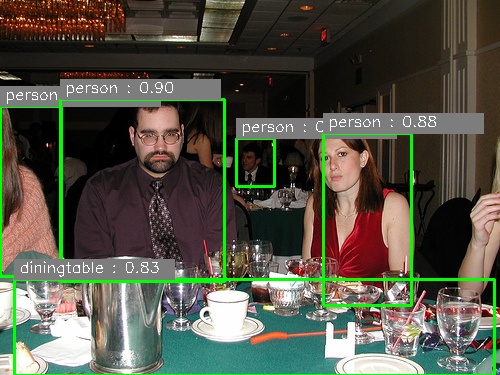 person
person : 0.90
person : 0
person : 0.88
diningtable : 0.83